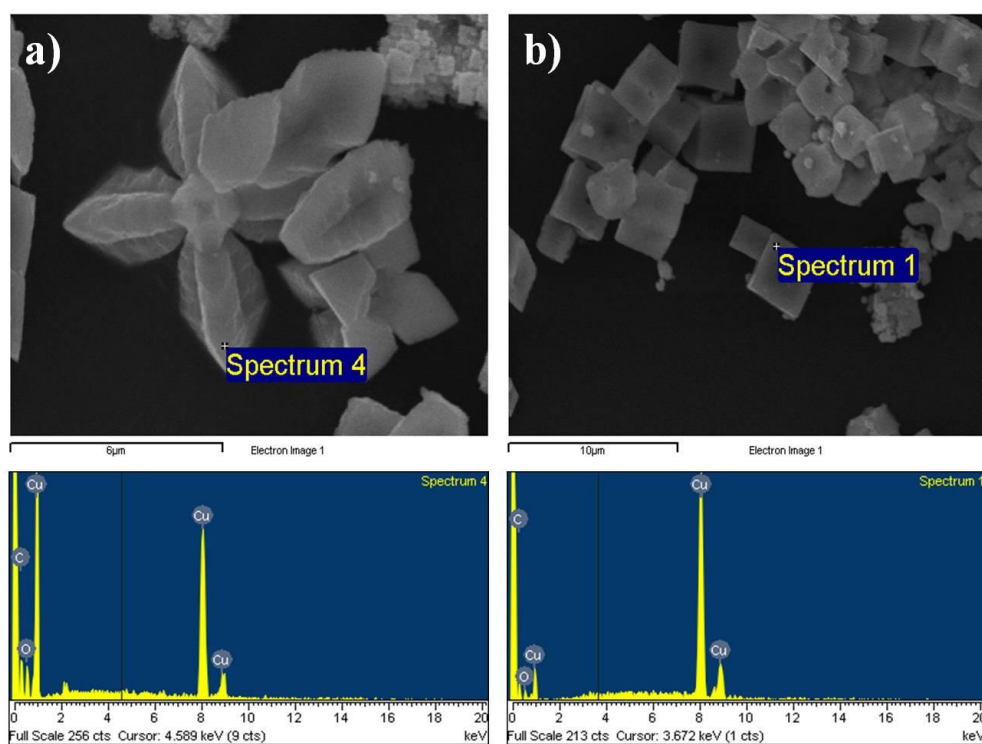 a)
b)
Spectrum 4
Spectrum 1
6µm
Electron Image 1
10µm
Electron Image 1
Spectrum 4
Cu
Cu
C
O
Cu
0 2 4 6 8 10 12 14 16 18 20
Full Scale 256 cts Cursor: 4.589 keV (9 cts)
keV
Spectrum 1
Cu
C
Cu
Cu
O
0 2 4 6 8 10 12 14 16 18 20
Full Scale 213 cts Cursor: 3.672 keV (1 cts)
keV